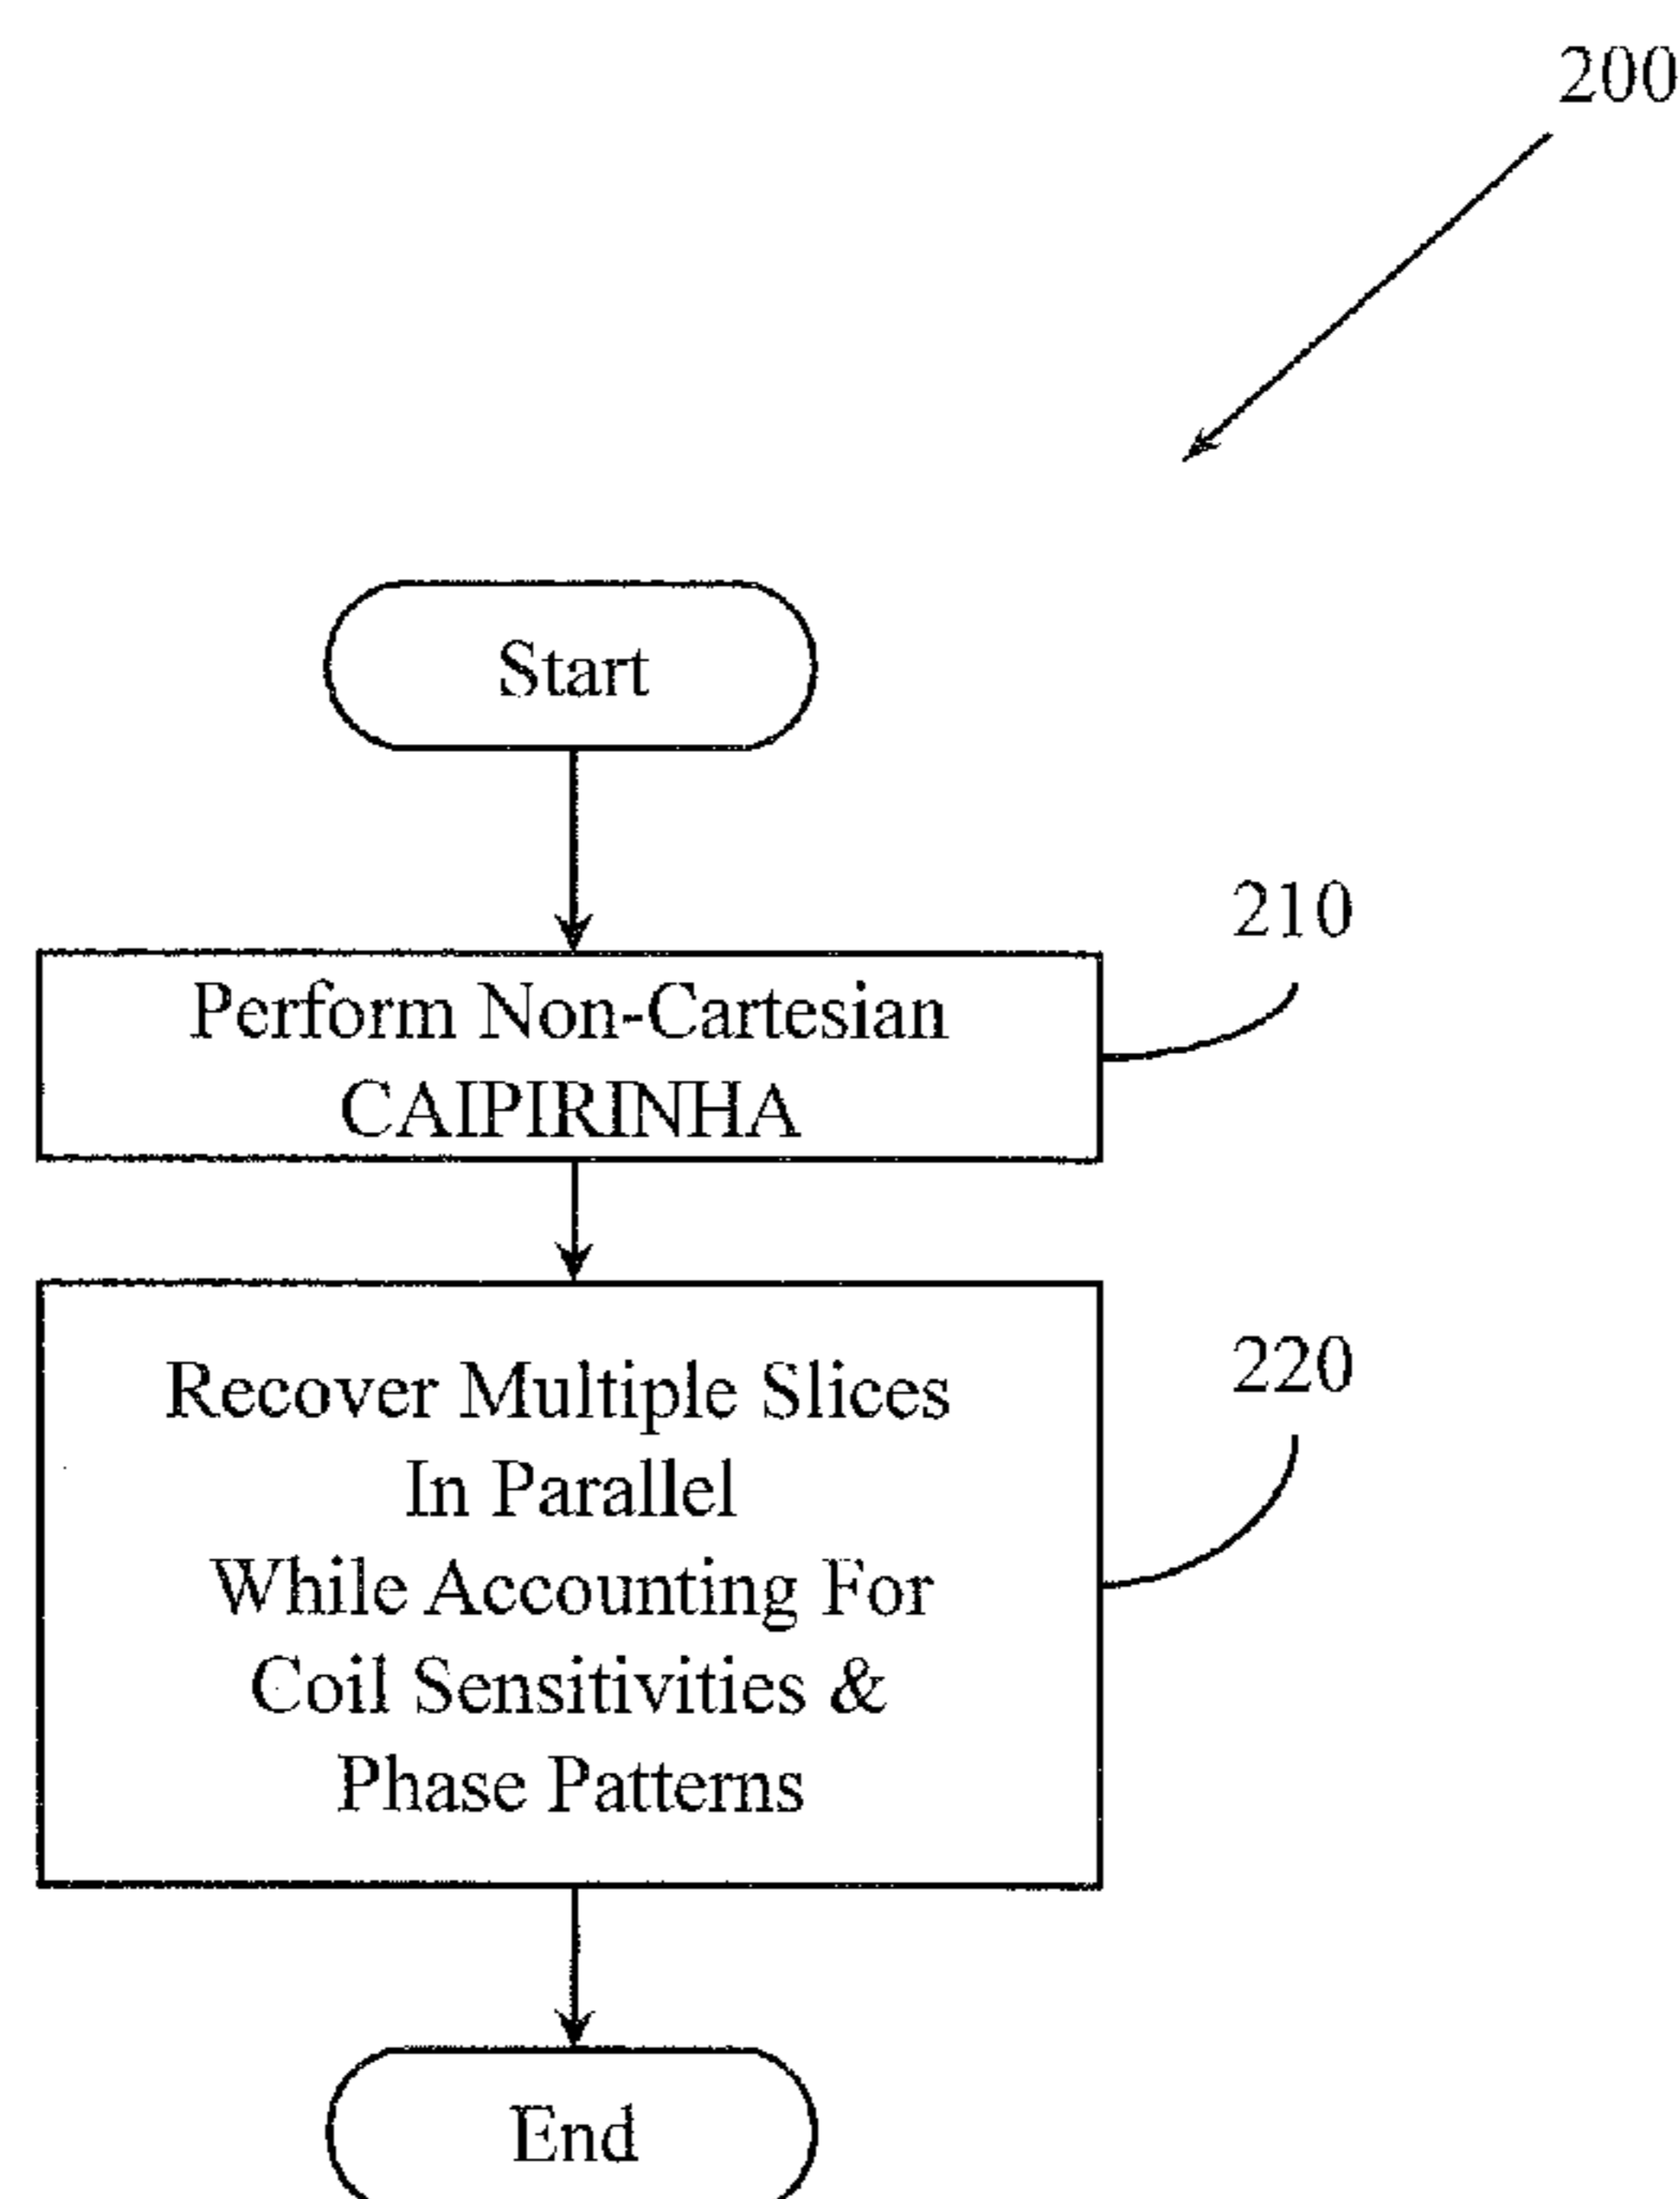 200
Start
210
Perform Non-Cartesian
CAIPIRINHA
220
Recover Multiple Slices
In Parallel
While Accounting For
Coil Sensitivities &
Phase Patterns
End